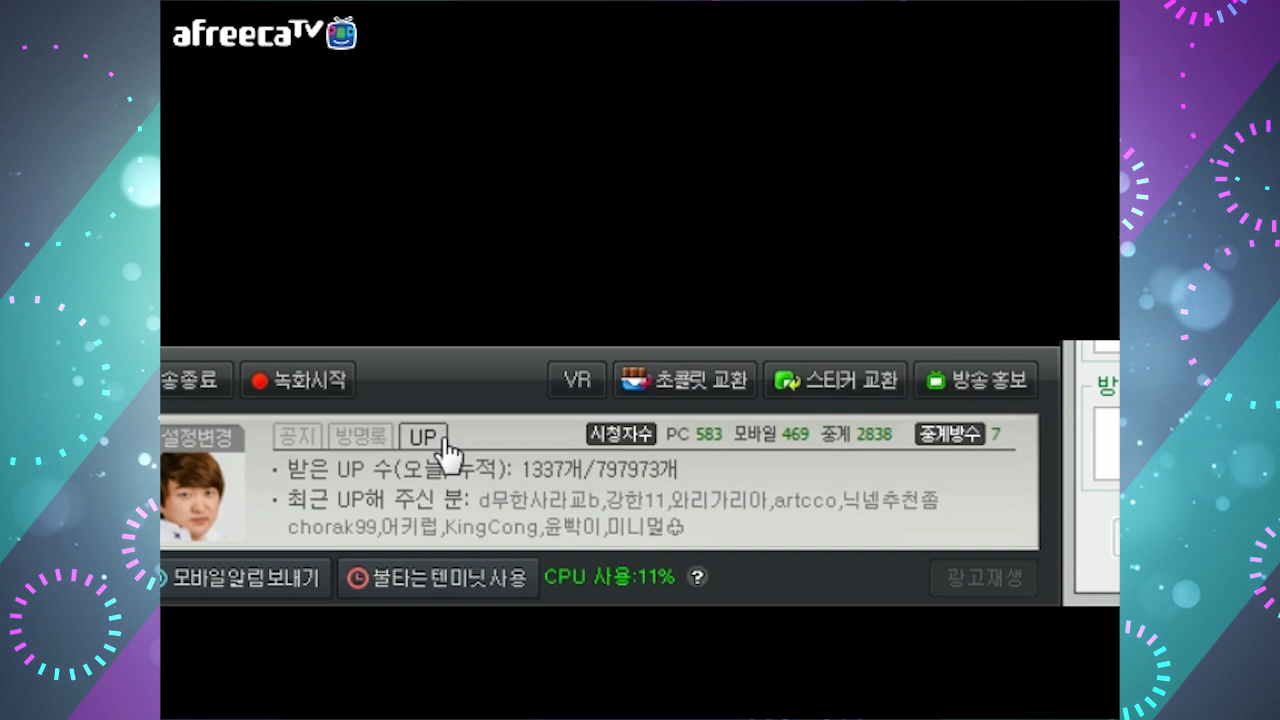 afreecaTV
송종료 녹화시작 VR 초콜릿 교환 스티커 교환 방송홍보
방
설정변경 공지 방명록 UP 시청자수 PC 583 모바일 469 중계 2838 중계방수 7
· 받은 UP 수(오늘/누적): 1337개/797973개
· 최근 UP해 주신 분: d무한사라교b,강한11,와리가리아,artcco,닉넴추천좀
chorak99,어키럽,KingCong,윤빡이,미니멀슈
모바일알림보내기 불타는텐미닛사용 CPU 사용:11% ? 광고재생